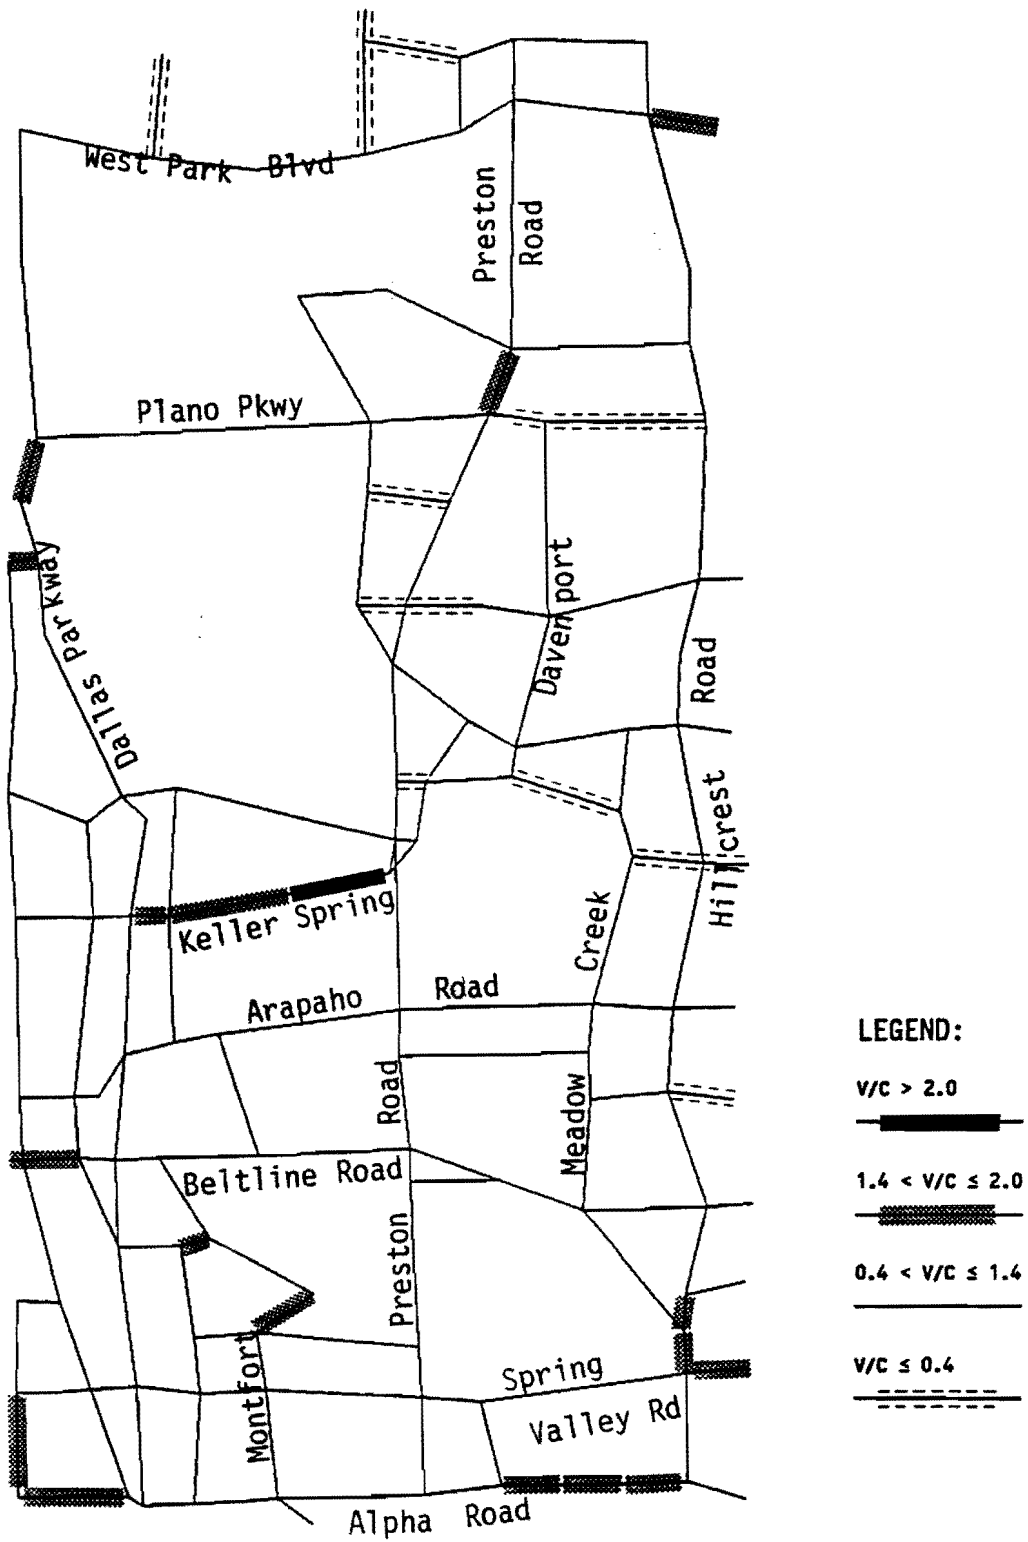 West Park Blvd
Preston
Road
Plano Pkwy
Dallas Parkway
Davenport
Road
Hillcrest
Keller Spring
Creek
Arapaho Road
Road
Meadow
Beltline Road
Preston
Montfort
Spring
Valley Rd
Alpha Road
LEGEND:
V/C > 2.0
1.4 < V/C ≤ 2.0
0.4 < V/C ≤ 1.4
V/C ≤ 0.4